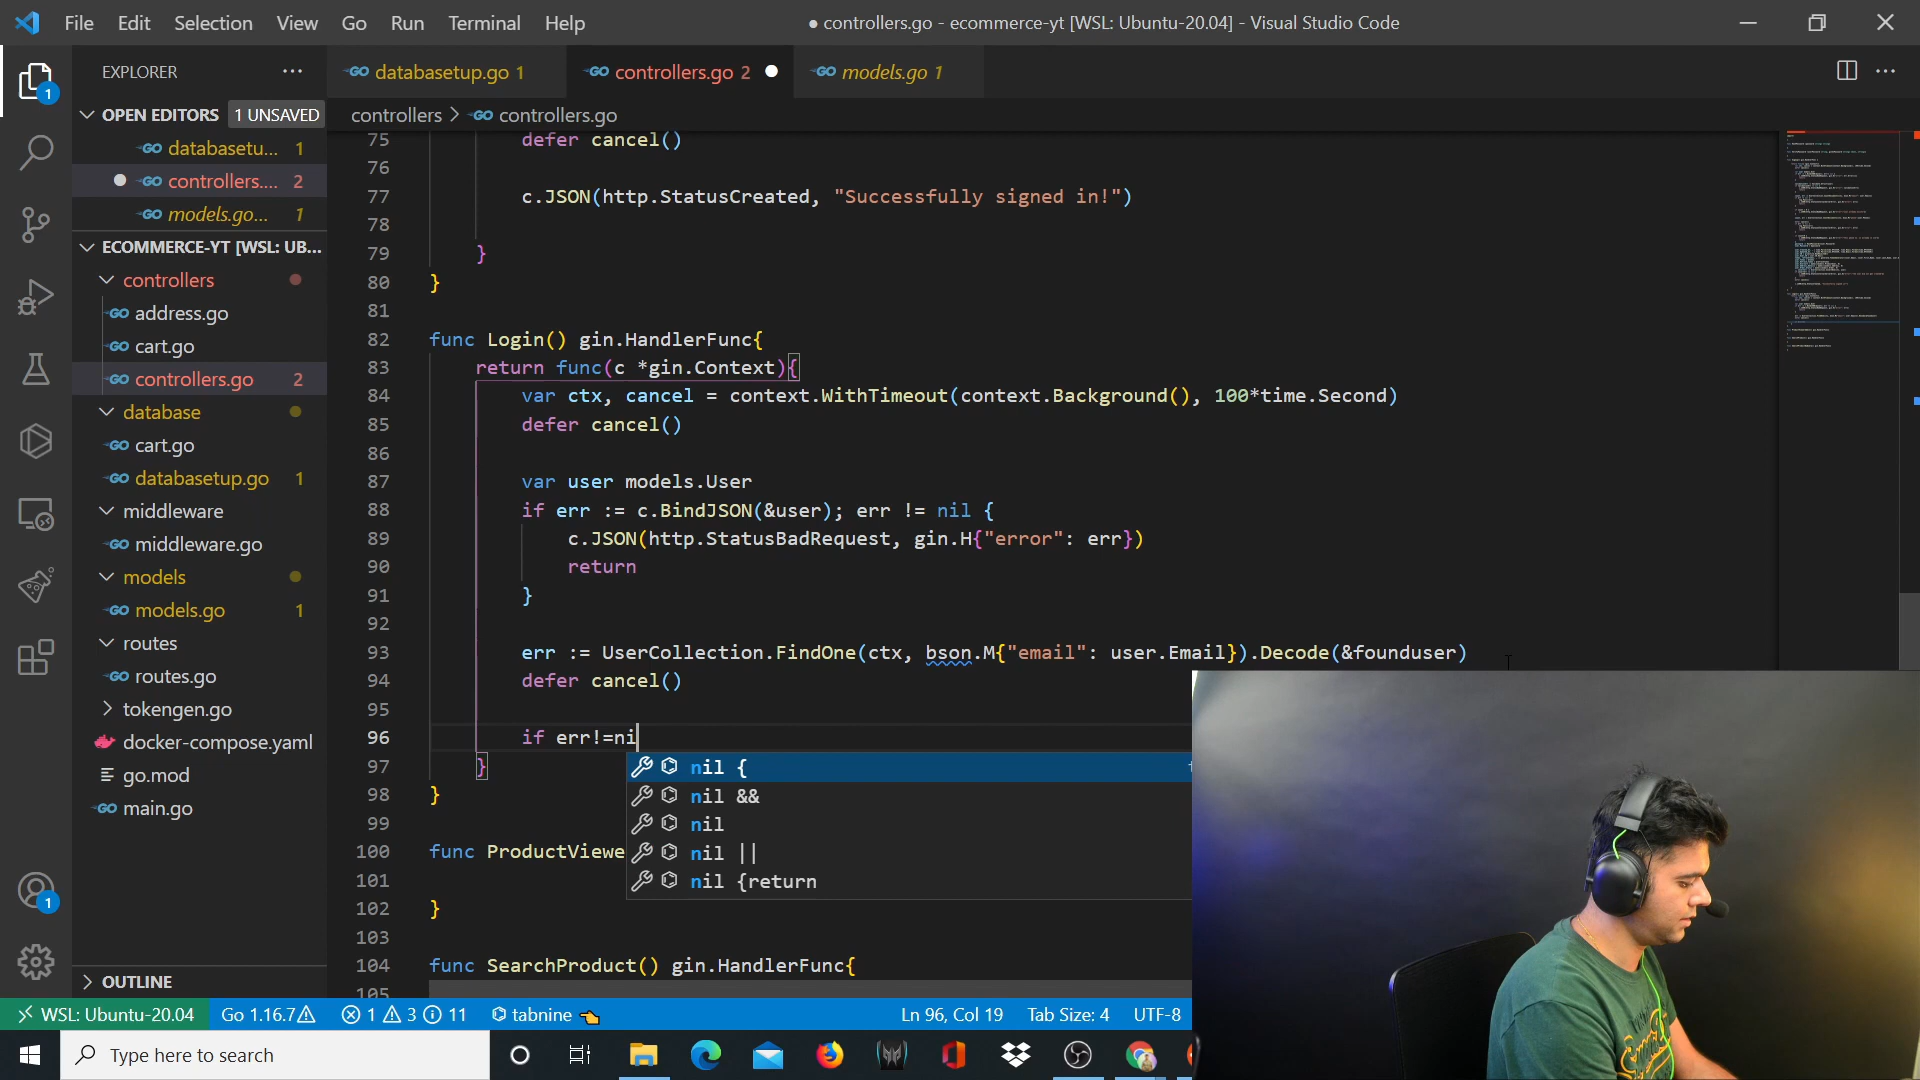 File Edit Selection View Go Run Terminal Help ● controllers.go - ecommerce-yt [WSL: Ubuntu-20.04] - Visual Studio Code
EXPLORER
databasetup.go 1
controllers.go 2
models.go 1
OPEN EDITORS 1 UNSAVED
databasetu... 1
controllers.... 2
models.go... 1
ECOMMERCE-YT [WSL: UB...
controllers
address.go
cart.go
controllers.go 2
database
cart.go
databasetup.go 1
middleware
middleware.go
models
models.go 1
routes
routes.go
tokengen.go
docker-compose.yaml
go.mod
main.go
OUTLINE
1
1
controllers > controllers.go
75 defer cancel()
76
77 c.JSON(http.StatusCreated, "Successfully signed in!")
78
79 }
80 }
81
82 func Login() gin.HandlerFunc{
83 return func(c *gin.Context){
84 var ctx, cancel = context.WithTimeout(context.Background(), 100*time.Second)
85 defer cancel()
86
87 var user models.User
88 if err := c.BindJSON(&user); err != nil {
89 c.JSON(http.StatusBadRequest, gin.H{"error": err})
90 return
91 }
92
93 err := UserCollection.FindOne(ctx, bson.M{"email": user.Email}).Decode(&founduser)
94 defer cancel()
95
96 if err!=ni
97 }
98 }
99
100 func ProductViewe
101
102 }
103
104 func SearchProduct() gin.HandlerFunc{
105
nil {
nil &&
nil
nil ||
nil {return
WSL: Ubuntu-20.04 Go 1.16.7 1 3 11 tabnine Ln 96, Col 19 Tab Size: 4 UTF-8
Type here to search